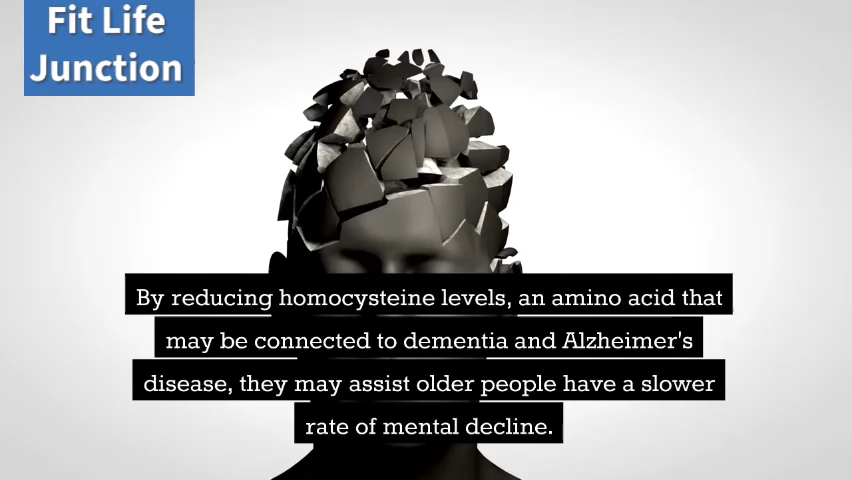 Fit Life
Junction
By reducing homocysteine levels, an amino acid that
may be connected to dementia and Alzheimer's
disease, they may assist older people have a slower
rate of mental decline.